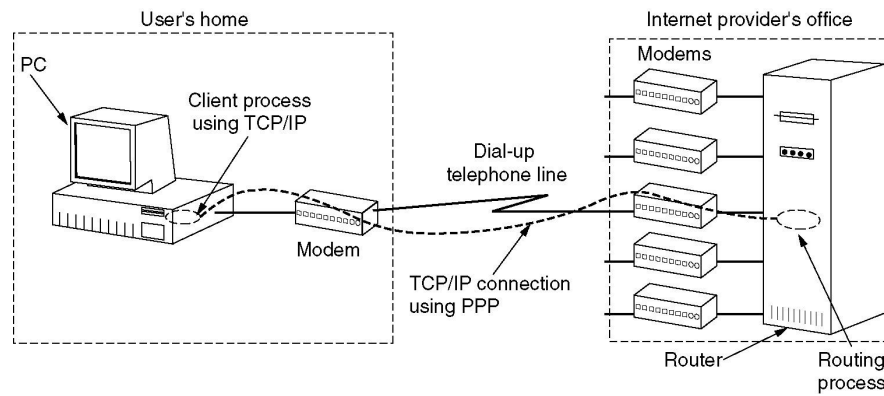 User's home
Internet provider's office
PC
Modems
Client process
using TCP/IP
Dial-up
telephone line
Modem
TCP/IP connection
using PPP
Router
Routing
process